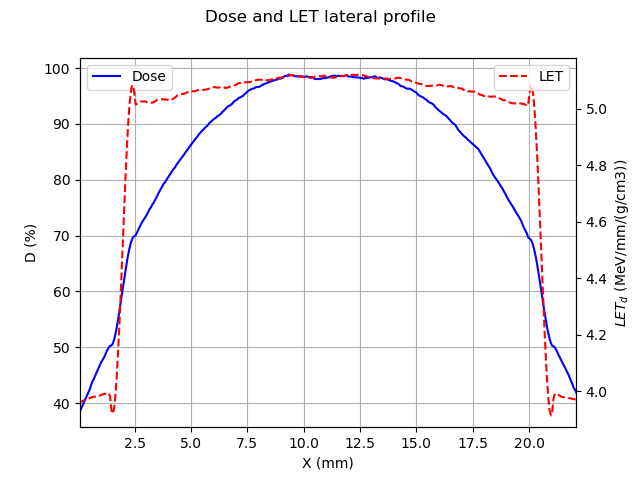 Dose and LET lateral profile
Dose
LET
100
90
80
70
60
50
40
D (%)
5.0
4.8
4.6
4.4
4.2
4.0
LET_d (MeV/mm/(g/cm3))
2.5 5.0 7.5 10.0 12.5 15.0 17.5 20.0
X (mm)